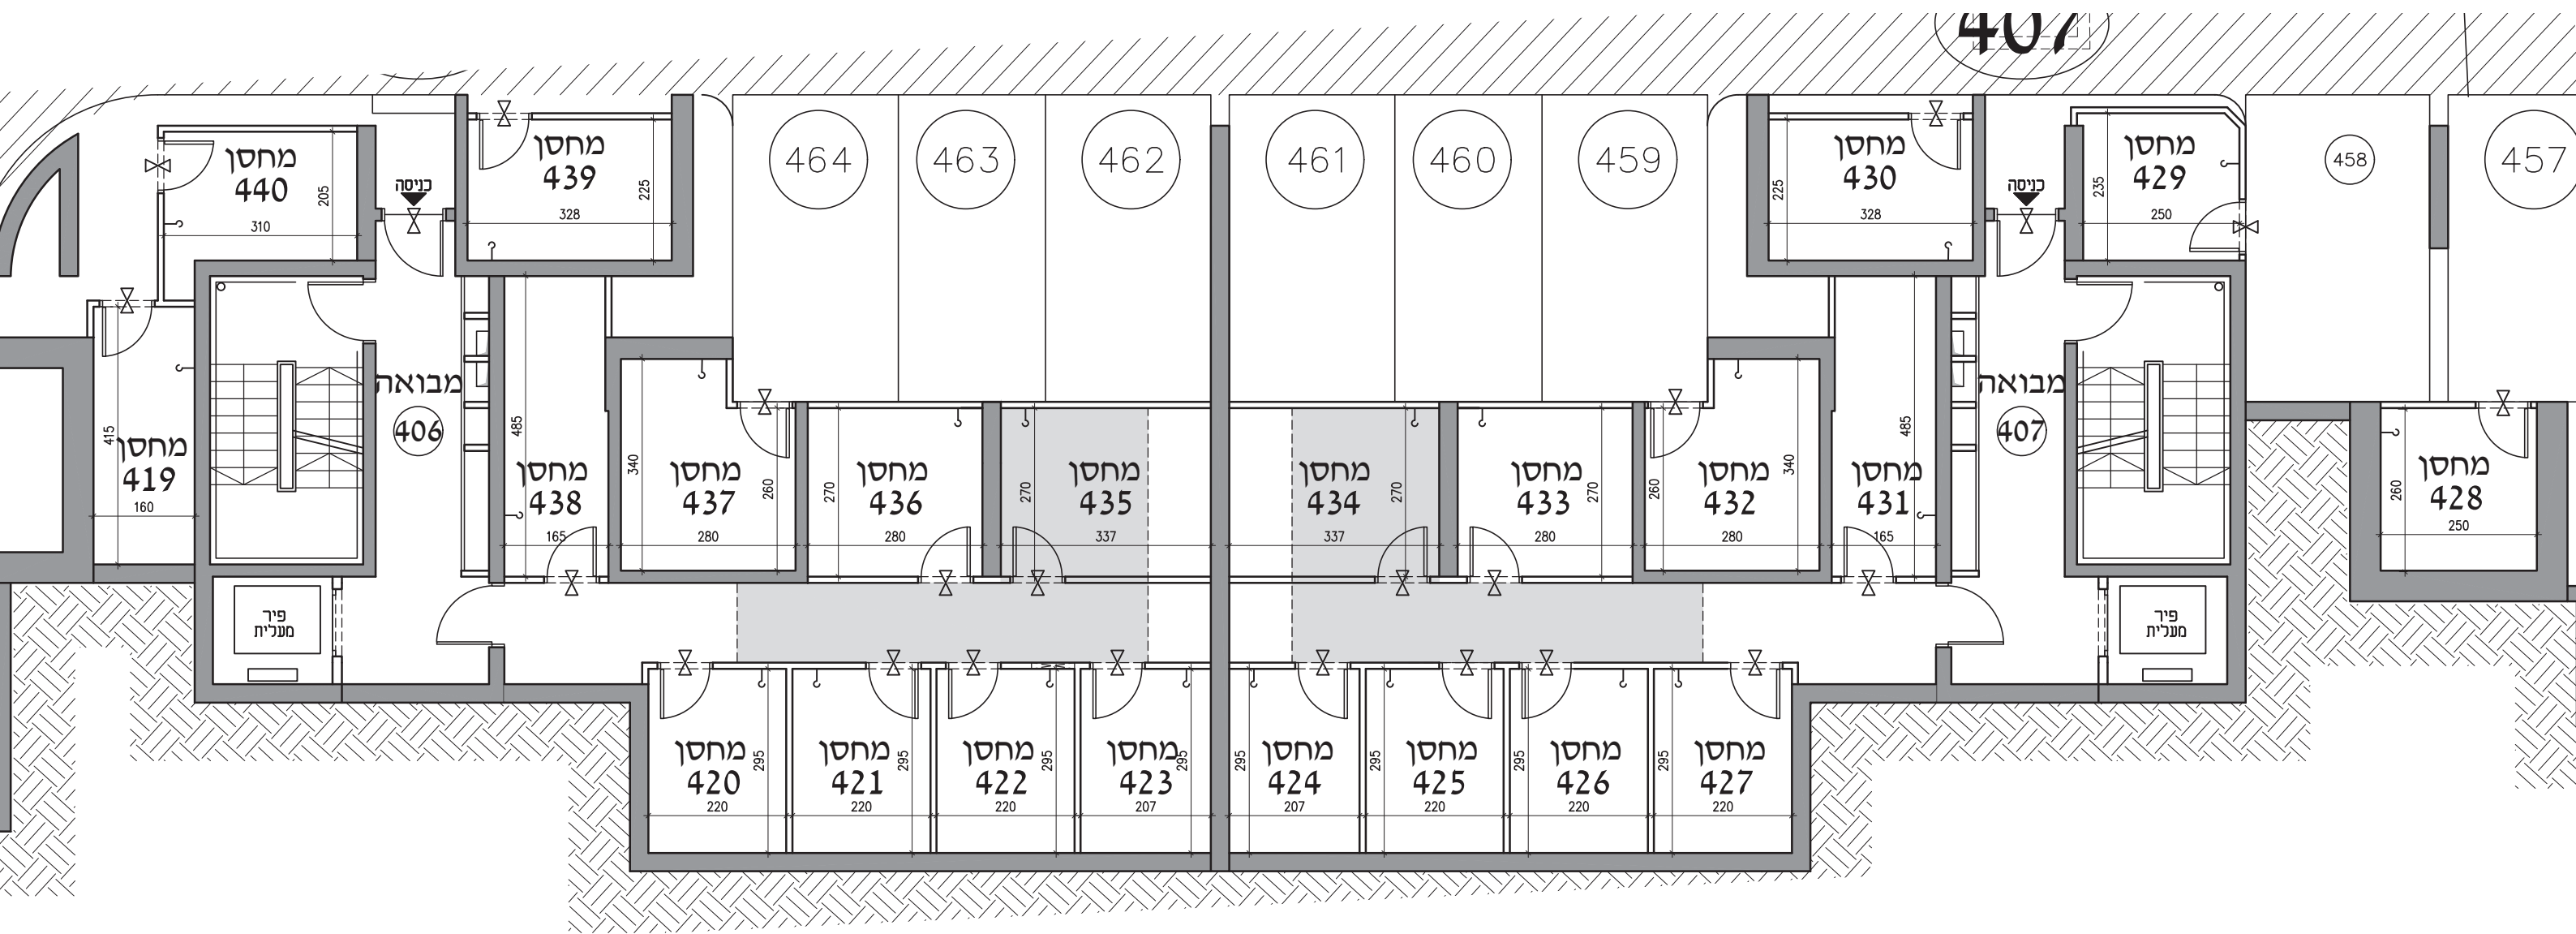 407
מחסן
440
205
310
כניסה
מחסן
439
225
328
464
463
462
461
460
459
מחסן
430
225
328
כניסה
מחסן
429
235
250
458
457
מחסן
419
415
160
מבואה
406
מחסן
438
485
165
מחסן
437
340
260
280
מחסן
436
270
280
מחסן
435
270
337
מחסן
434
270
337
מחסן
433
270
280
מחסן
432
260
340
280
מחסן
431
485
165
מבואה
407
מחסן
428
260
250
פיר
מעלית
פיר
מעלית
מחסן
420
295
220
מחסן
421
295
220
מחסן
422
295
220
מחסן
423
295
207
מחסן
424
295
207
מחסן
425
295
220
מחסן
426
295
220
מחסן
427
295
220